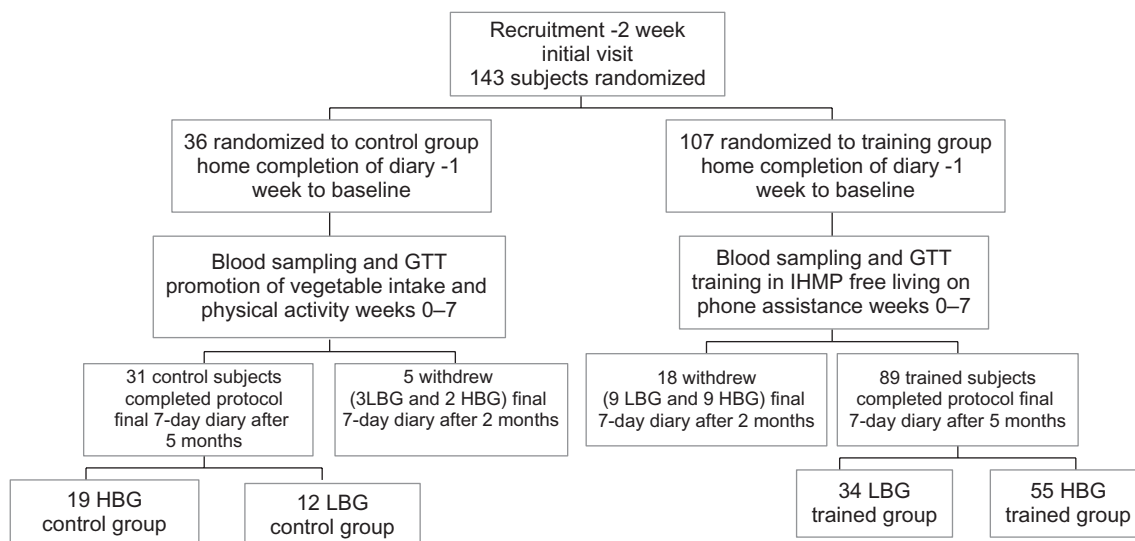 Recruitment -2 week
initial visit
143 subjects randomized
36 randomized to control group
home completion of diary -1
week to baseline
107 randomized to training group
home completion of diary -1
week to baseline
Blood sampling and GTT
promotion of vegetable intake and
physical activity weeks 0–7
Blood sampling and GTT
training in IHMP free living on
phone assistance weeks 0–7
31 control subjects
completed protocol
final 7-day diary after
5 months
5 withdrew
(3LBG and 2 HBG) final
7-day diary after 2 months
18 withdrew
(9 LBG and 9 HBG) final
7-day diary after 2 months
89 trained subjects
completed protocol final
7-day diary after 5 months
19 HBG
control group
12 LBG
control group
34 LBG
trained group
55 HBG
trained group